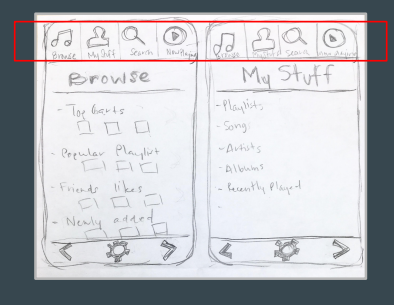 Browse My Stuff Search Now Playing
Browse
- Top Charts
- Popular Playlist
- Friends likes
- Newly added
Browse My Stuff Search Now Playing
My Stuff
- Playlists
- Songs
- Artists
- Albums
- Recently Played
-